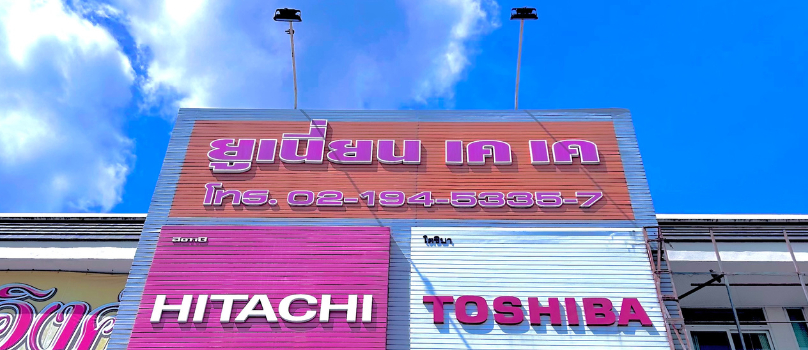 ยูเนี่ยน เค เค
โทร. 02-194-5335-7
ฮิตาชิ
HITACHI
โตชิบา
TOSHIBA